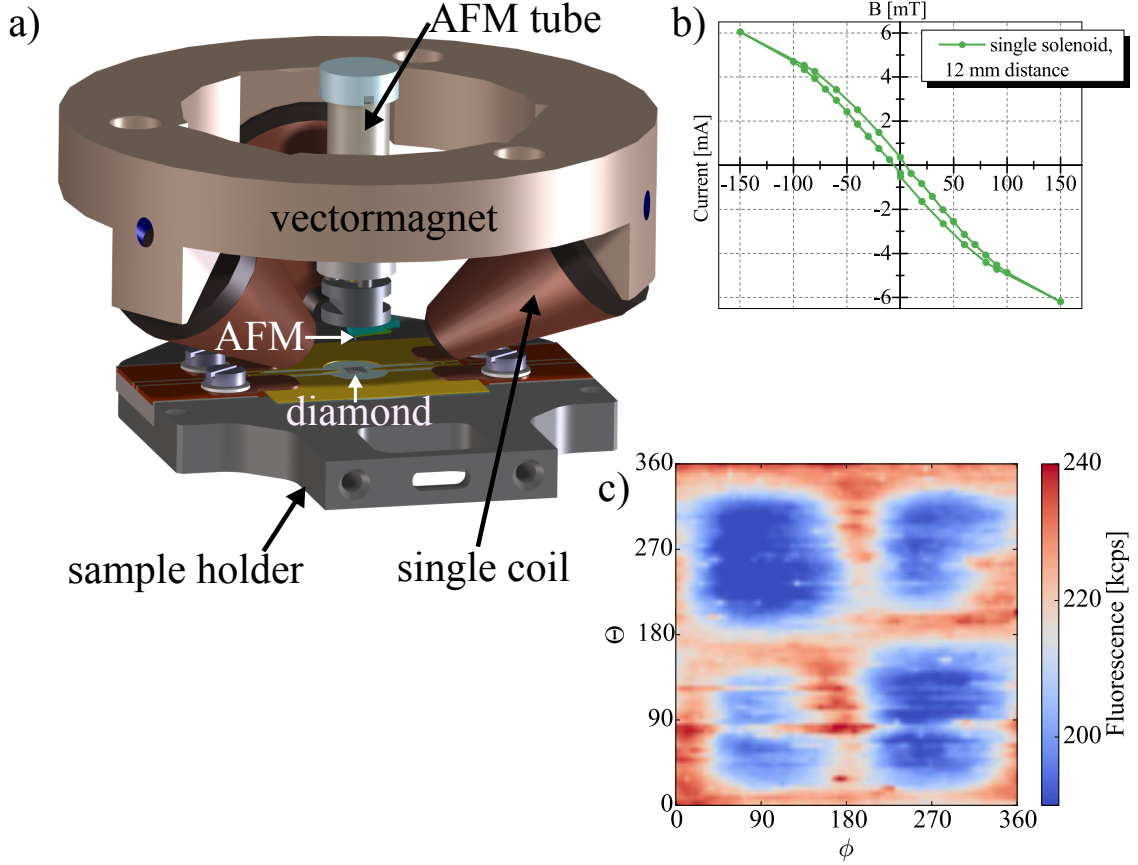 a)
AFM tube
vectormagnet
AFM
diamond
sample holder
single coil
b)
B [mT]
single solenoid,
12 mm distance
6
4
2
Current [mA]
-150 -100 -50 50 100 150
-2
-4
-6
c)
360
270
Θ
180
90
0
0 90 180 270 360
ϕ
240
220
200
Fluorescence [kcps]